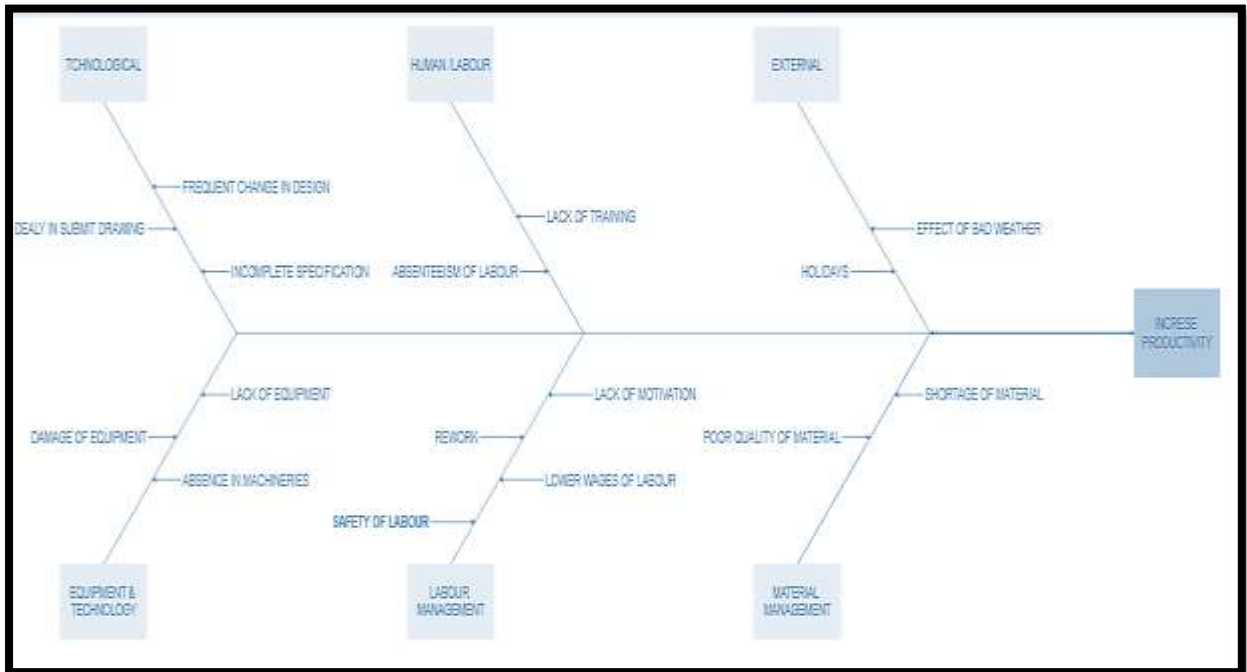 TCHNOLOGICAL
HUMAN /LABOUR
EXTERNAL
FREQUENT CHANGE IN DESIGN
LACK OF TRAINING
DEALY IN SUBMIT DRAWING
EFFECT OF BAD WEATHER
INCOMPLETE SPECIFICATION
ABSENTEEISM OF LABOUR
HOLIDAYS
INCRESE
PRODUCTIVITY
LACK OF EQUIPMENT
LACK OF MOTIVATION
SHORTAGE OF MATERIAL
DAMAGE OF EQUIPMENT
REWORK
POOR QUALITY OF MATERIAL
ABSENCE IN MACHINERIES
LOWER WAGES OF LABOUR
SAFETY OF LABOUR
EQUIPMENT &
TECHNOLOGY
LABOUR
MANAGEMENT
MATERIAL
MANAGEMENT